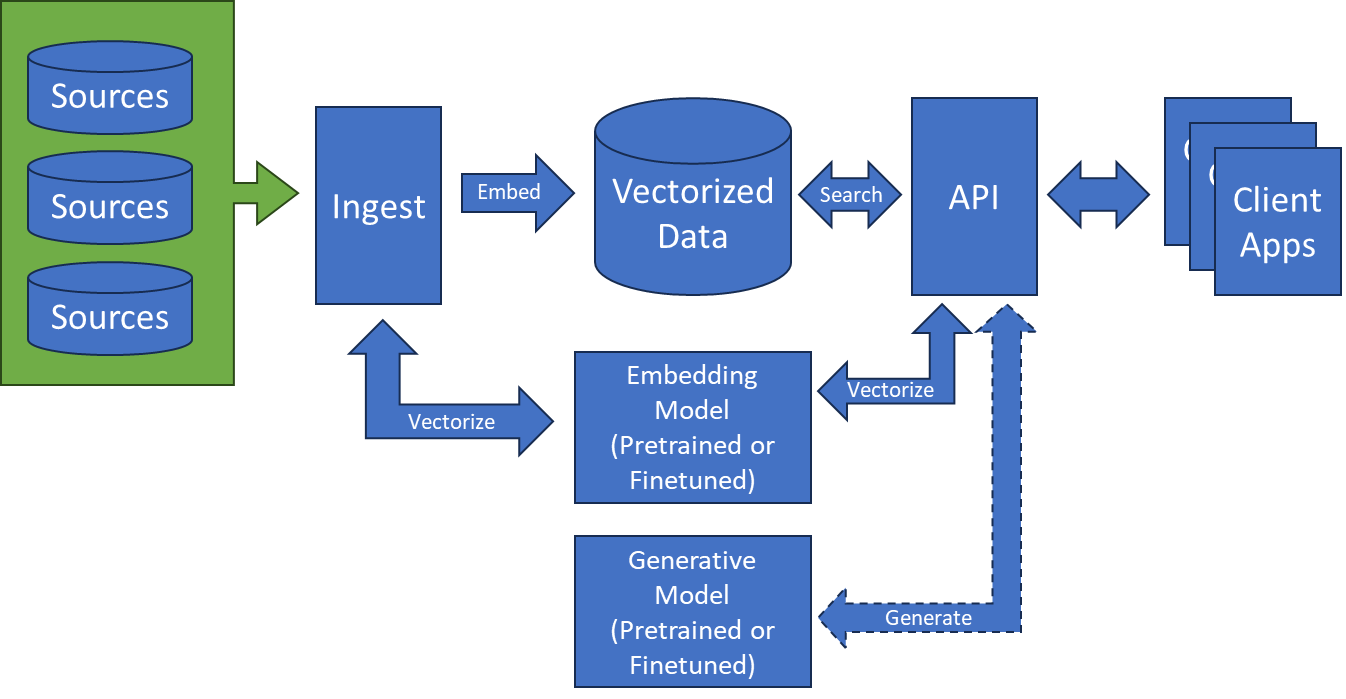 Sources
Sources
Sources
Ingest
Embed
Vectorized
Data
Search
API
Client
Apps
Vectorize
Embedding
Model
(Pretrained or
Finetuned)
Vectorize
Generative
Model
(Pretrained or
Finetuned)
Generate